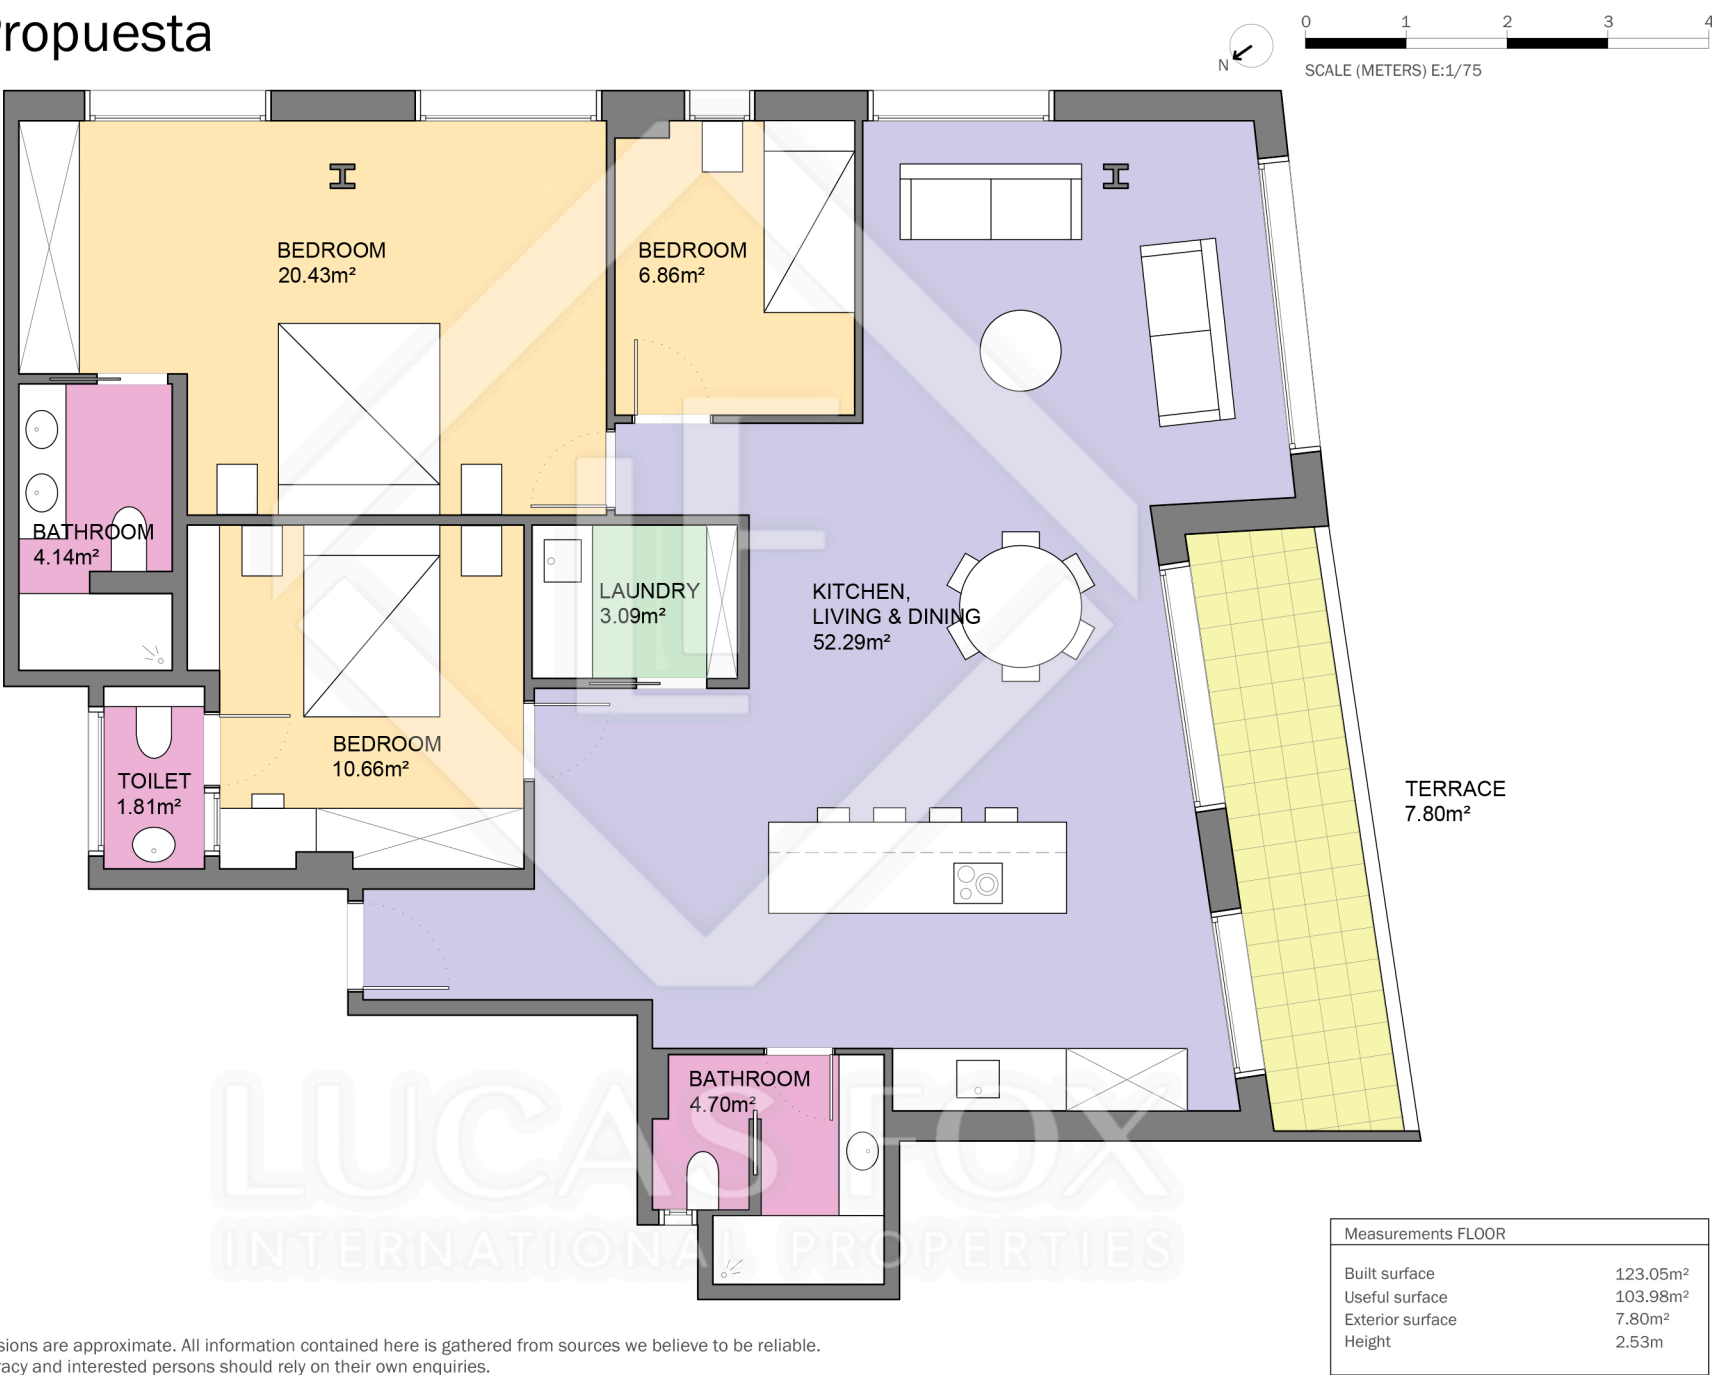 ropuesta
0 1 2 3 4
N
SCALE (METERS) E:1/75
BEDROOM
20.43m²
BEDROOM
6.86m²
BATHROOM
4.14m²
LAUNDRY
3.09m²
KITCHEN,
LIVING & DINING
52.29m²
BEDROOM
10.66m²
TOILET
1.81m²
TERRACE
7.80m²
BATHROOM
4.70m²
LUCAS FOX
INTERNATIONAL PROPERTIES
Measurements FLOOR
Built surface 123.05m²
Useful surface 103.98m²
Exterior surface 7.80m²
Height 2.53m
sions are approximate. All information contained here is gathered from sources we believe to be reliable.
racy and interested persons should rely on their own enquiries.